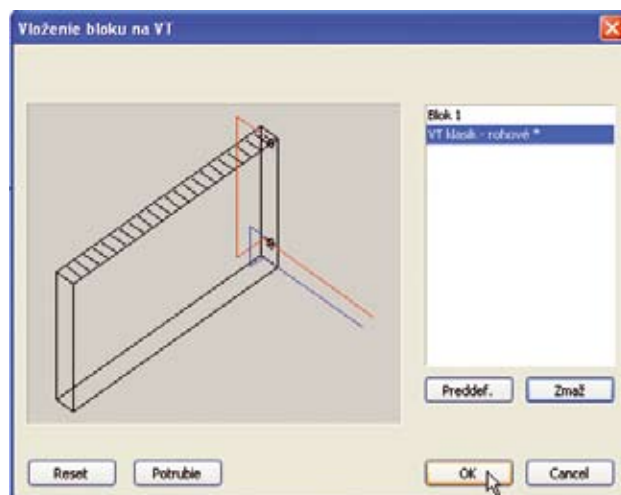 Vloženie bloku na VT
Blok 1
VT klasik - rohové *
Preddef.
Zmaž
Reset
Potrubie
OK
Cancel